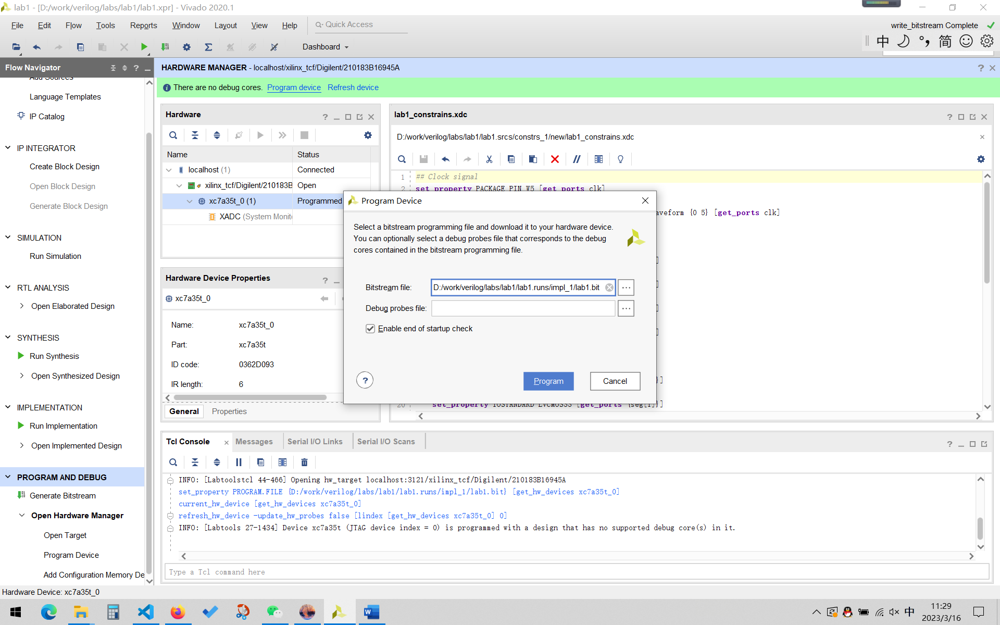 lab1 - [D:/work/verilog/labs/lab1/lab1.xpr] - Vivado 2020.1
File Edit Flow Tools Reports Window Layout View Help Quick Access
write_bitstream Complete
Dashboard
中 简
Flow Navigator
HARDWARE MANAGER - localhost/xilinx_tcf/Digilent/210183B16945A
There are no debug cores. Program device Refresh device
Add Sources
Language Templates
IP Catalog
IP INTEGRATOR
Create Block Design
Open Block Design
Generate Block Design
SIMULATION
Run Simulation
RTL ANALYSIS
Open Elaborated Design
SYNTHESIS
Run Synthesis
Open Synthesized Design
IMPLEMENTATION
Run Implementation
Open Implemented Design
PROGRAM AND DEBUG
Generate Bitstream
Open Hardware Manager
Open Target
Program Device
Add Configuration Memory De
Hardware
Name Status
localhost (1) Connected
xilinx_tcf/Digilent/210183B Open
xc7a35t_0 (1) Programmed
XADC (System Monito
Hardware Device Properties
xc7a35t_0
Name: xc7a35t_0
Part: xc7a35t
ID code: 0362D093
IR length: 6
General Properties
lab1_constrains.xdc
D:/work/verilog/labs/lab1/lab1.srcs/constrs_1/new/lab1_constrains.xdc
1 ## Clock signal
2 set_property PACKAGE_PIN W5 [get_ports clk]
aveform {0 5} [get_ports clk]
]
]
]
]
}]
20 set_property IOSTANDARD LVCMOS33 [get_ports {seg[1]}]
Program Device
Select a bitstream programming file and download it to your hardware device.
You can optionally select a debug probes file that corresponds to the debug
cores contained in the bitstream programming file.
Bitstream file: D:/work/verilog/labs/lab1/lab1.runs/impl_1/lab1.bit
Debug probes file:
Enable end of startup check
Program Cancel
Tcl Console Messages Serial I/O Links Serial I/O Scans
INFO: [Labtoolstcl 44-466] Opening hw_target localhost:3121/xilinx_tcf/Digilent/210183B16945A
set_property PROGRAM.FILE {D:/work/verilog/labs/lab1/lab1.runs/impl_1/lab1.bit} [get_hw_devices xc7a35t_0]
current_hw_device [get_hw_devices xc7a35t_0]
refresh_hw_device -update_hw_probes false [lindex [get_hw_devices xc7a35t_0] 0]
INFO: [Labtools 27-1434] Device xc7a35t (JTAG device index = 0) is programmed with a design that has no supported debug core(s) in it.
Type a Tcl command here
Hardware Device: xc7a35t_0
中
11:29
2023/3/16